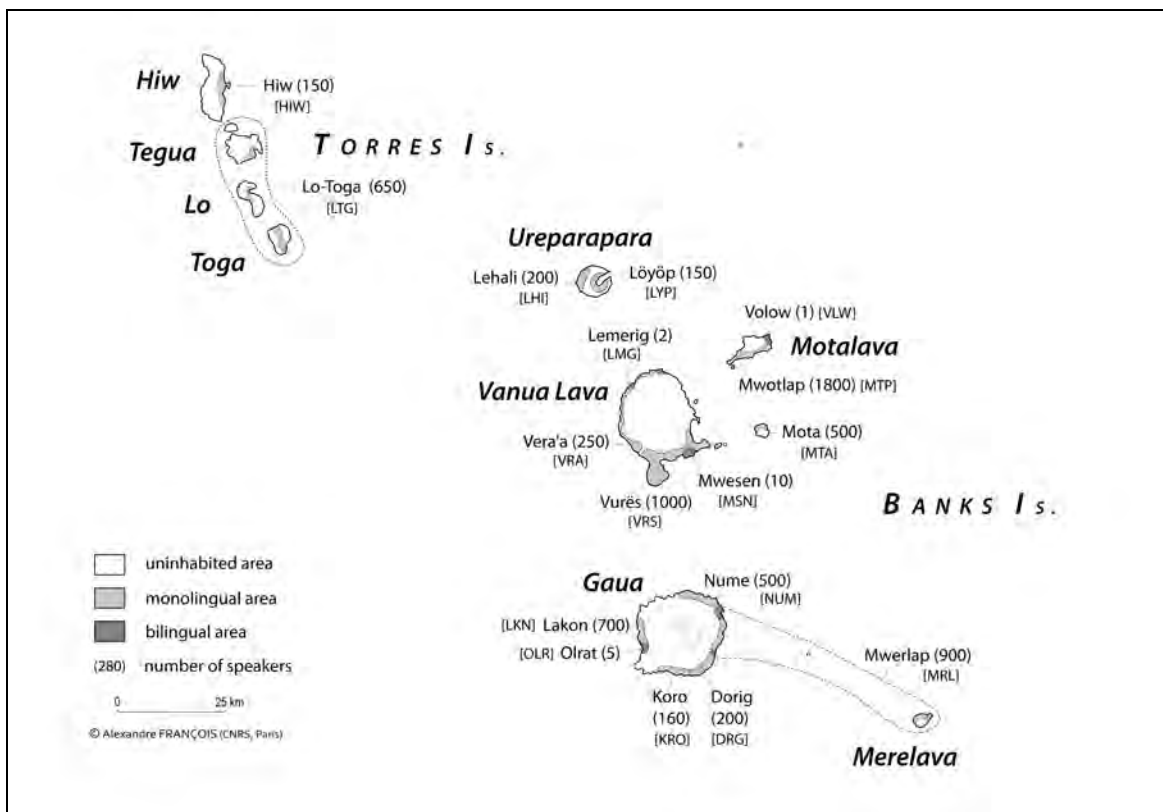 Hiw
Hiw (150)
[HIW]
TORRES Is.
Tegua
Lo-Toga (650)
[LTG]
Lo
Toga
Ureparapara
Lehali (200)
[LHI]
Löyöp (150)
[LYP]
Volow (1) [VLW]
Motalava
Mwotlap (1800) [MTP]
Lemerig (2)
[LMG]
Vanua Lava
Mota (500)
[MTA]
Vera'a (250)
[VRA]
Mwesen (10)
[MSN]
Vurës (1000)
[VRS]
BANKS Is.
uninhabited area
monolingual area
bilingual area
(280) number of speakers
0 25 km
© Alexandre FRANÇOIS (CNRS, Paris)
Gaua
Nume (500)
[NUM]
[LKN] Lakon (700)
[OLR] Olrat (5)
Koro
(160)
[KRO]
Dorig
(200)
[DRG]
Mwerlap (900)
[MRL]
Merelava